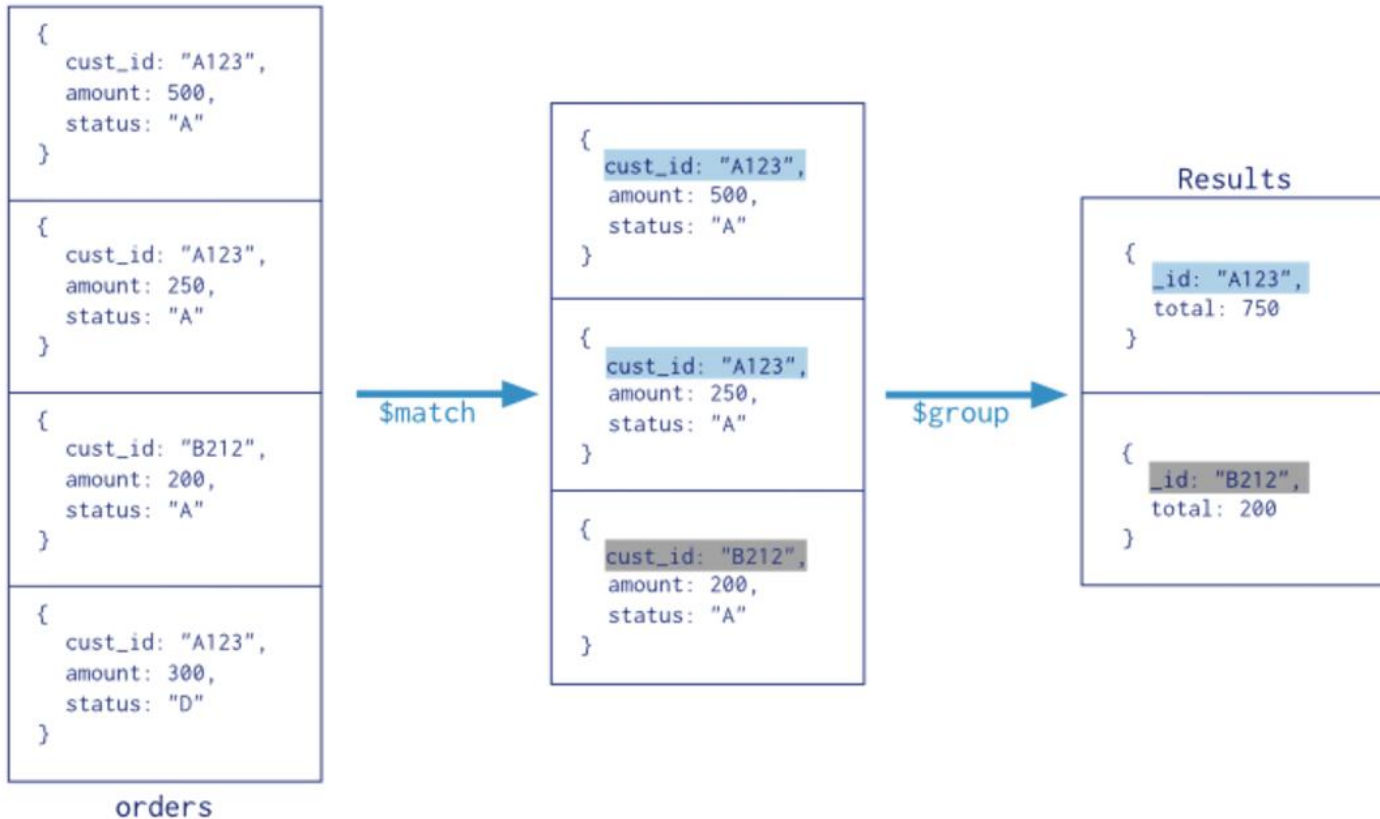 {
cust_id: "A123",
amount: 500,
status: "A"
}
{
cust_id: "A123",
amount: 250,
status: "A"
}
{
cust_id: "B212",
amount: 200,
status: "A"
}
{
cust_id: "A123",
amount: 300,
status: "D"
}
orders
$match
{
cust_id: "A123",
amount: 500,
status: "A"
}
{
cust_id: "A123",
amount: 250,
status: "A"
}
{
cust_id: "B212",
amount: 200,
status: "A"
}
$group
Results
{
_id: "A123",
total: 750
}
{
_id: "B212",
total: 200
}